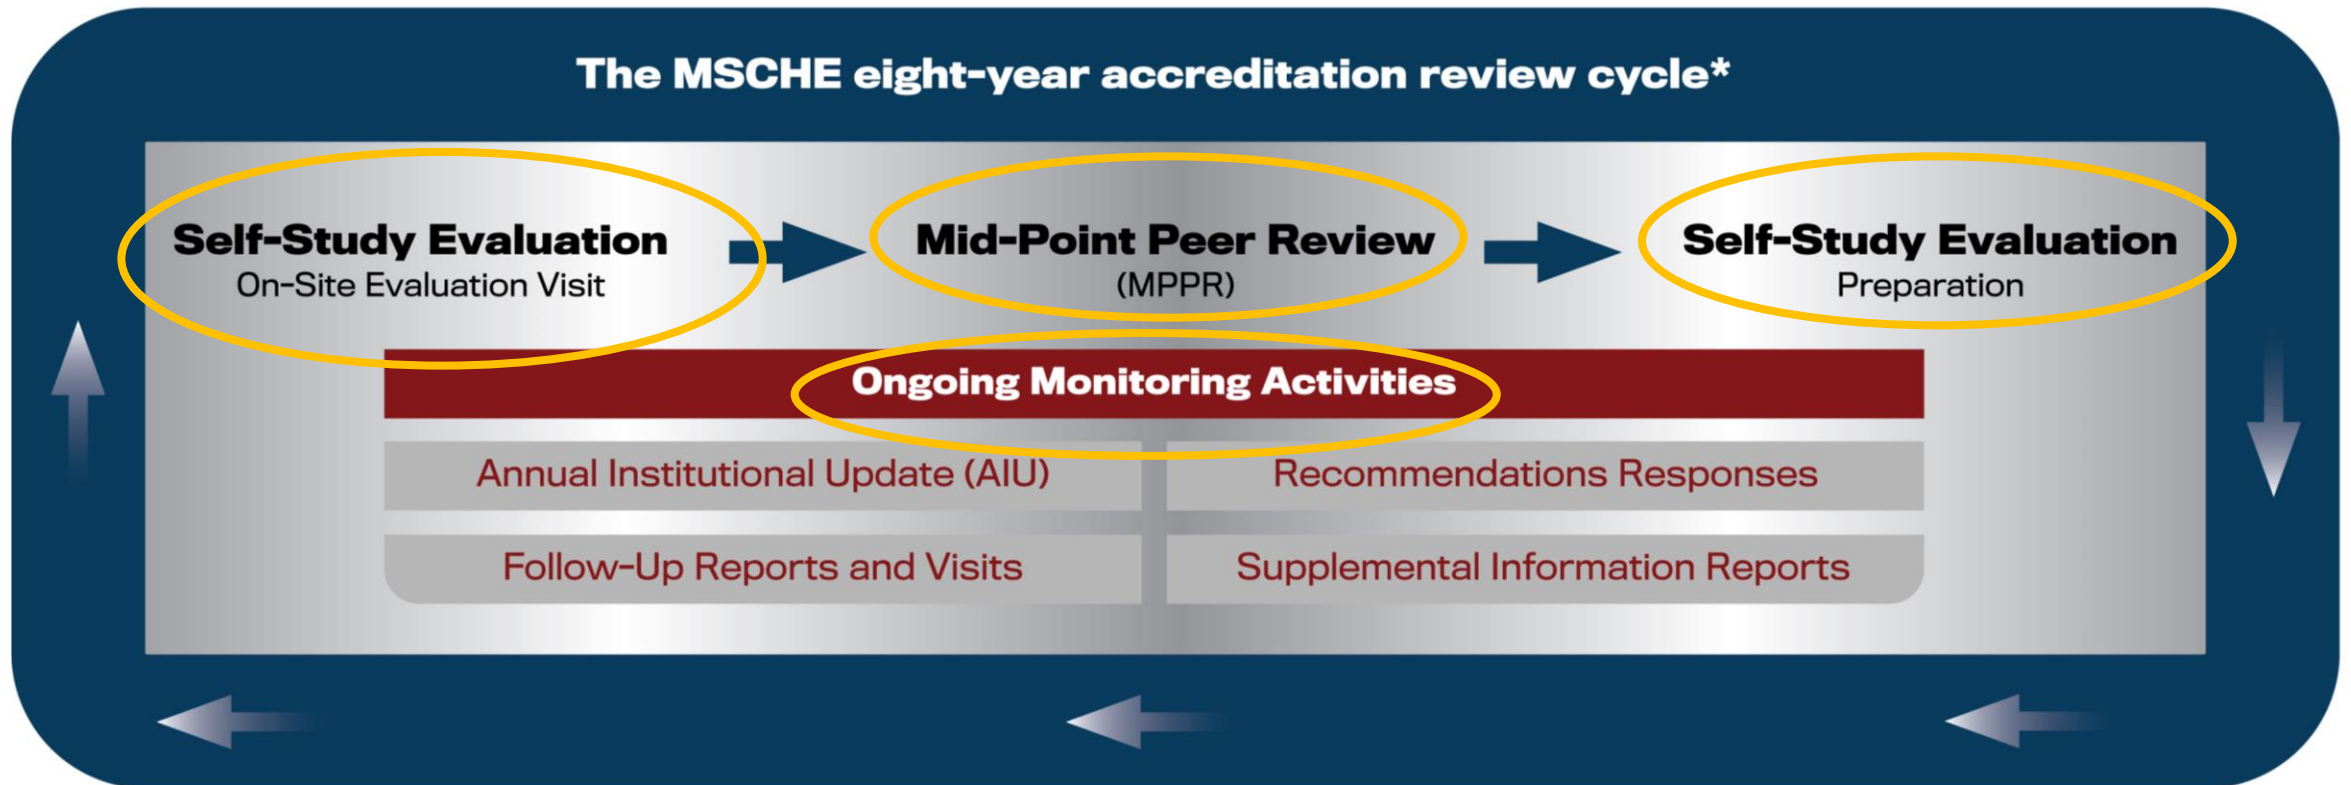 The MSCHE eight-year accreditation review cycle*
Self-Study Evaluation
On-Site Evaluation Visit
Mid-Point Peer Review
(MPPR)
Self-Study Evaluation
Preparation
Ongoing Monitoring Activities
Annual Institutional Update (AIU)
Recommendations Responses
Follow-Up Reports and Visits
Supplemental Information Reports